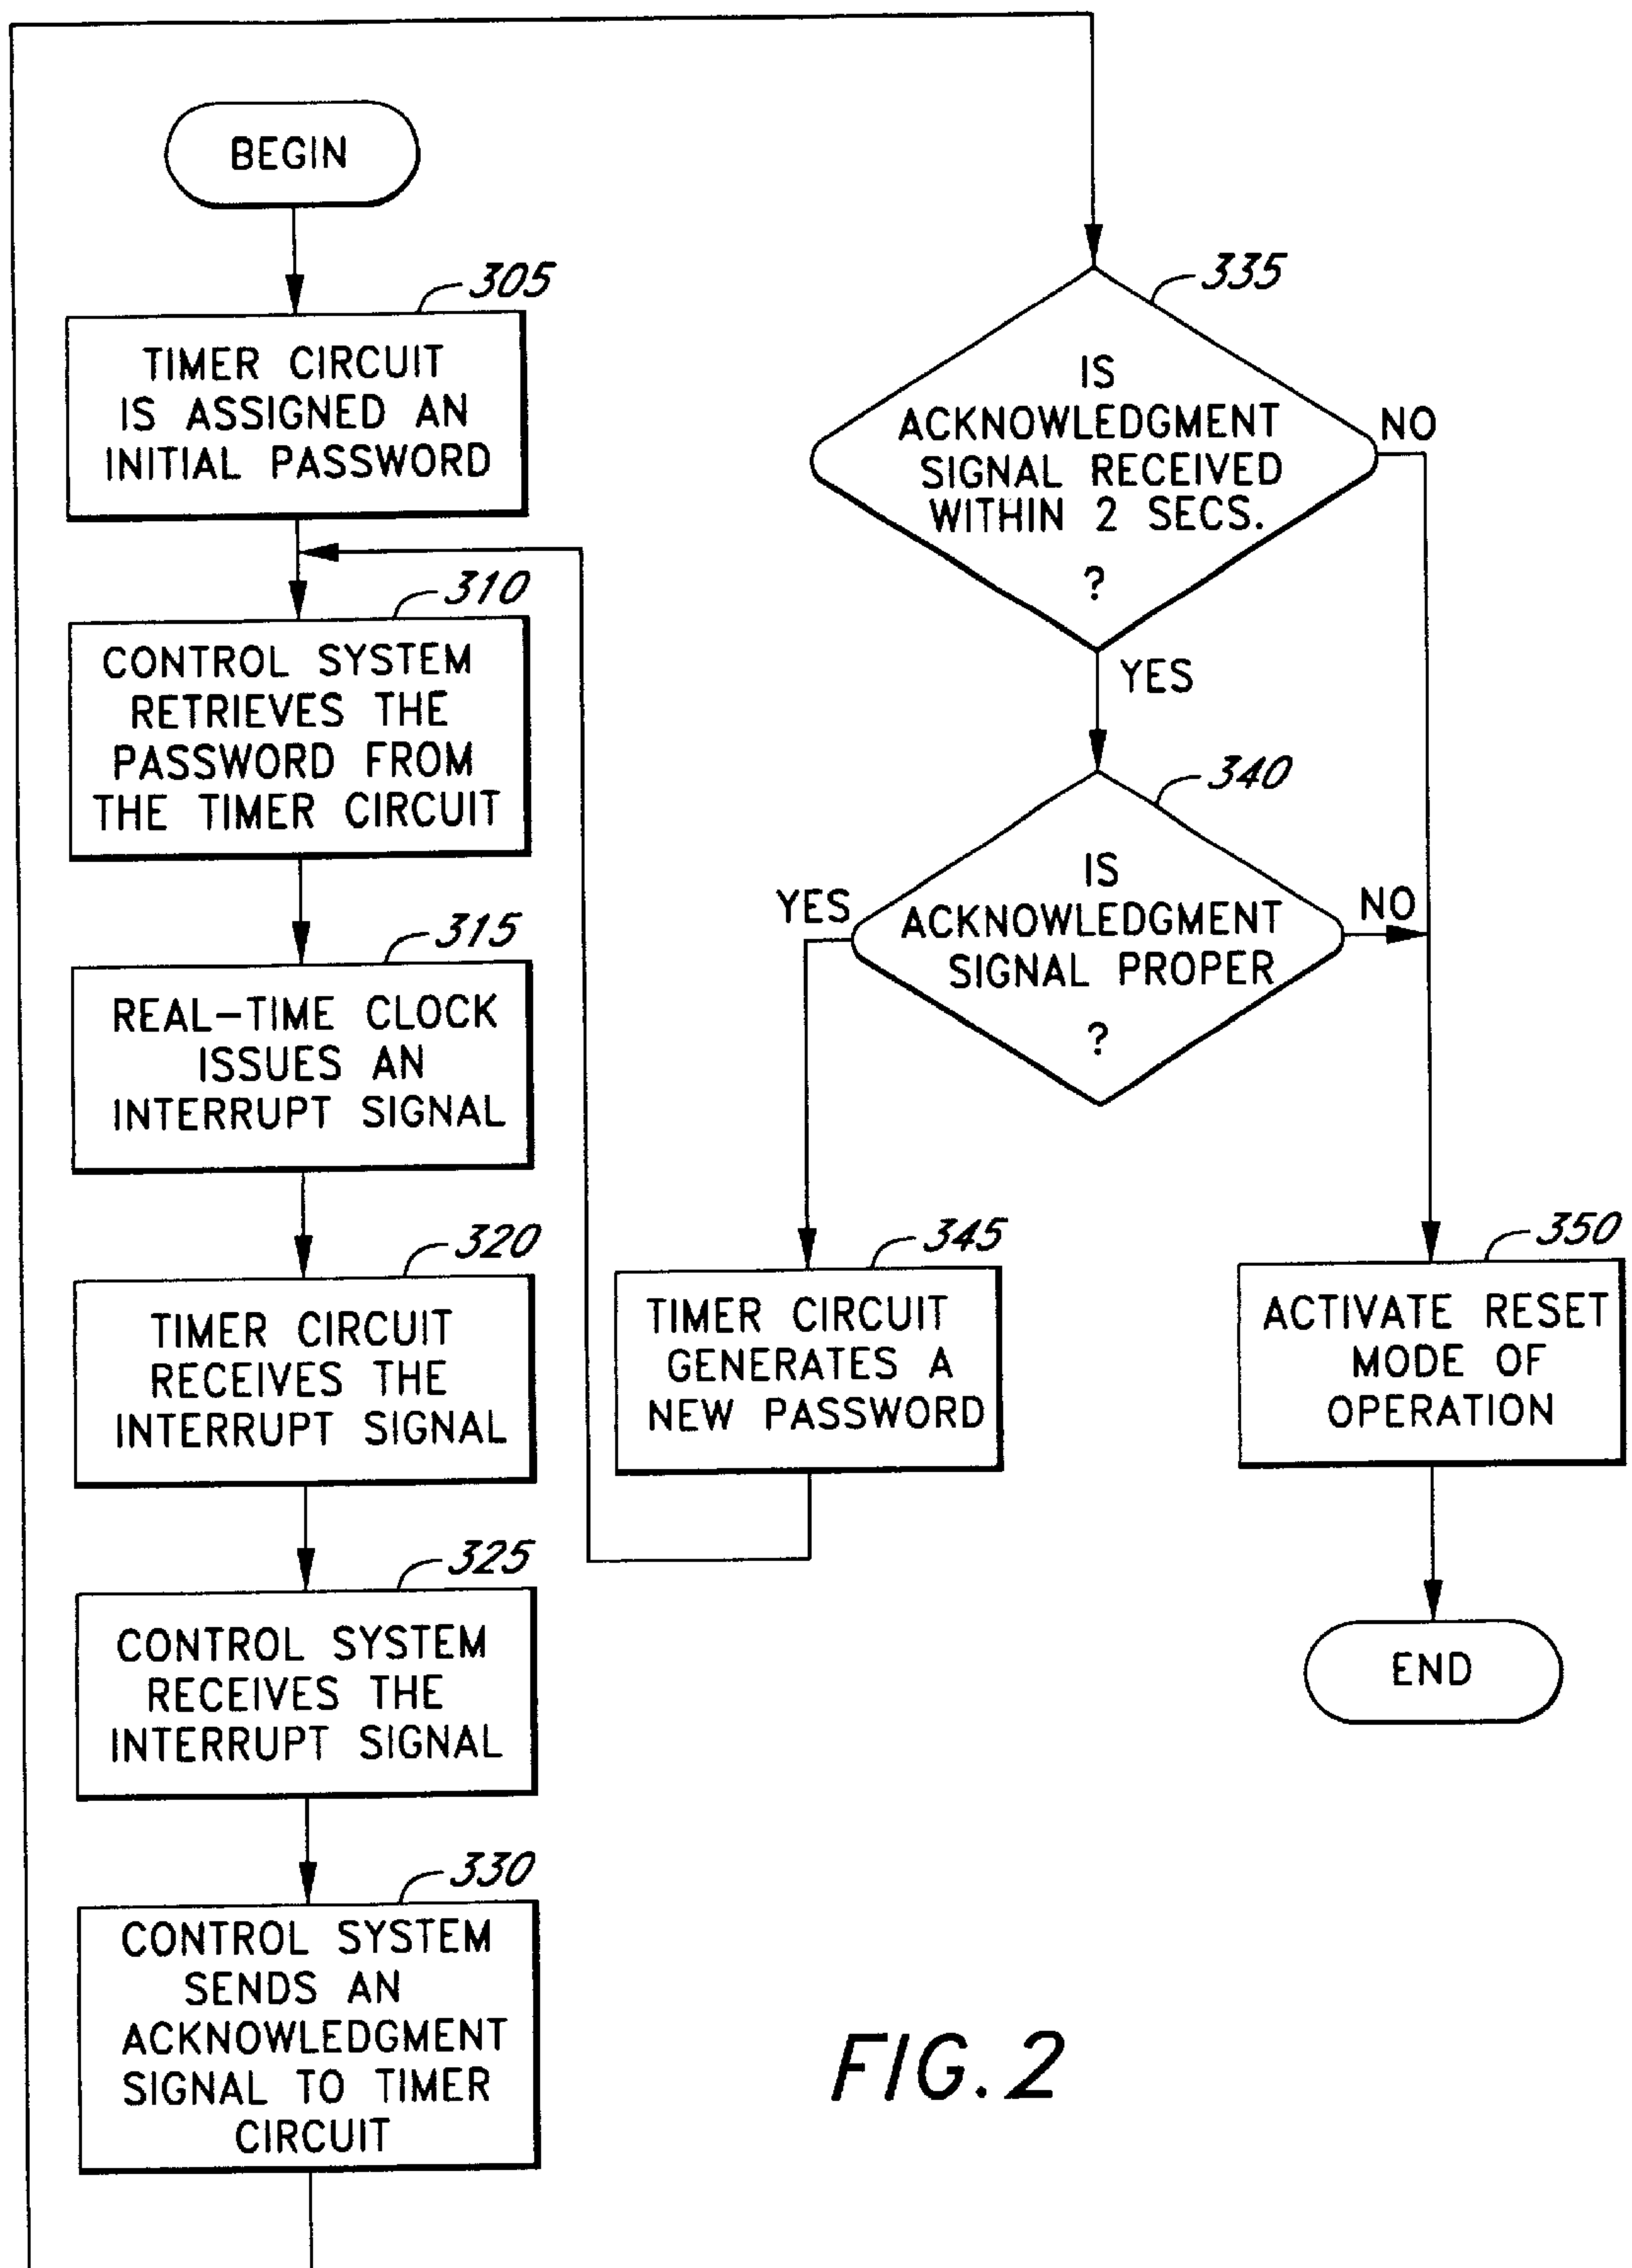 BEGIN
305
TIMER CIRCUIT
IS ASSIGNED AN
INITIAL PASSWORD
310
CONTROL SYSTEM
RETRIEVES THE
PASSWORD FROM
THE TIMER CIRCUIT
315
REAL-TIME CLOCK
ISSUES AN
INTERRUPT SIGNAL
320
TIMER CIRCUIT
RECEIVES THE
INTERRUPT SIGNAL
325
CONTROL SYSTEM
RECEIVES THE
INTERRUPT SIGNAL
330
CONTROL SYSTEM
SENDS AN
ACKNOWLEDGMENT
SIGNAL TO TIMER
CIRCUIT
335
IS
ACKNOWLEDGMENT
SIGNAL RECEIVED
WITHIN 2 SECS.
?
NO
YES
340
IS
ACKNOWLEDGMENT
SIGNAL PROPER
?
YES
NO
345
TIMER CIRCUIT
GENERATES A
NEW PASSWORD
350
ACTIVATE RESET
MODE OF
OPERATION
END
FIG. 2